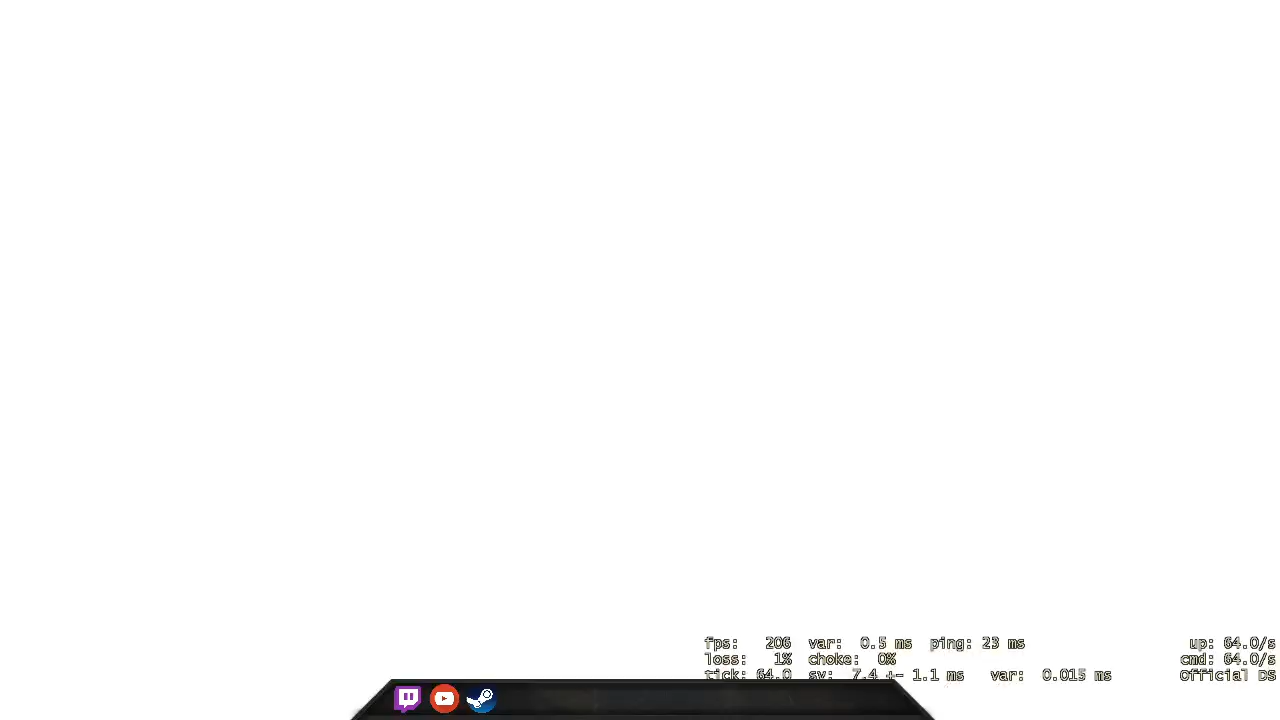 fps: 206 var: 0.5 ms ping: 23 ms up: 64.0/s
loss: 1% choke: 0% cmd: 64.0/s
tick: 64.0 sv: 7.4 +- 1.1 ms var: 0.015 ms Official DS